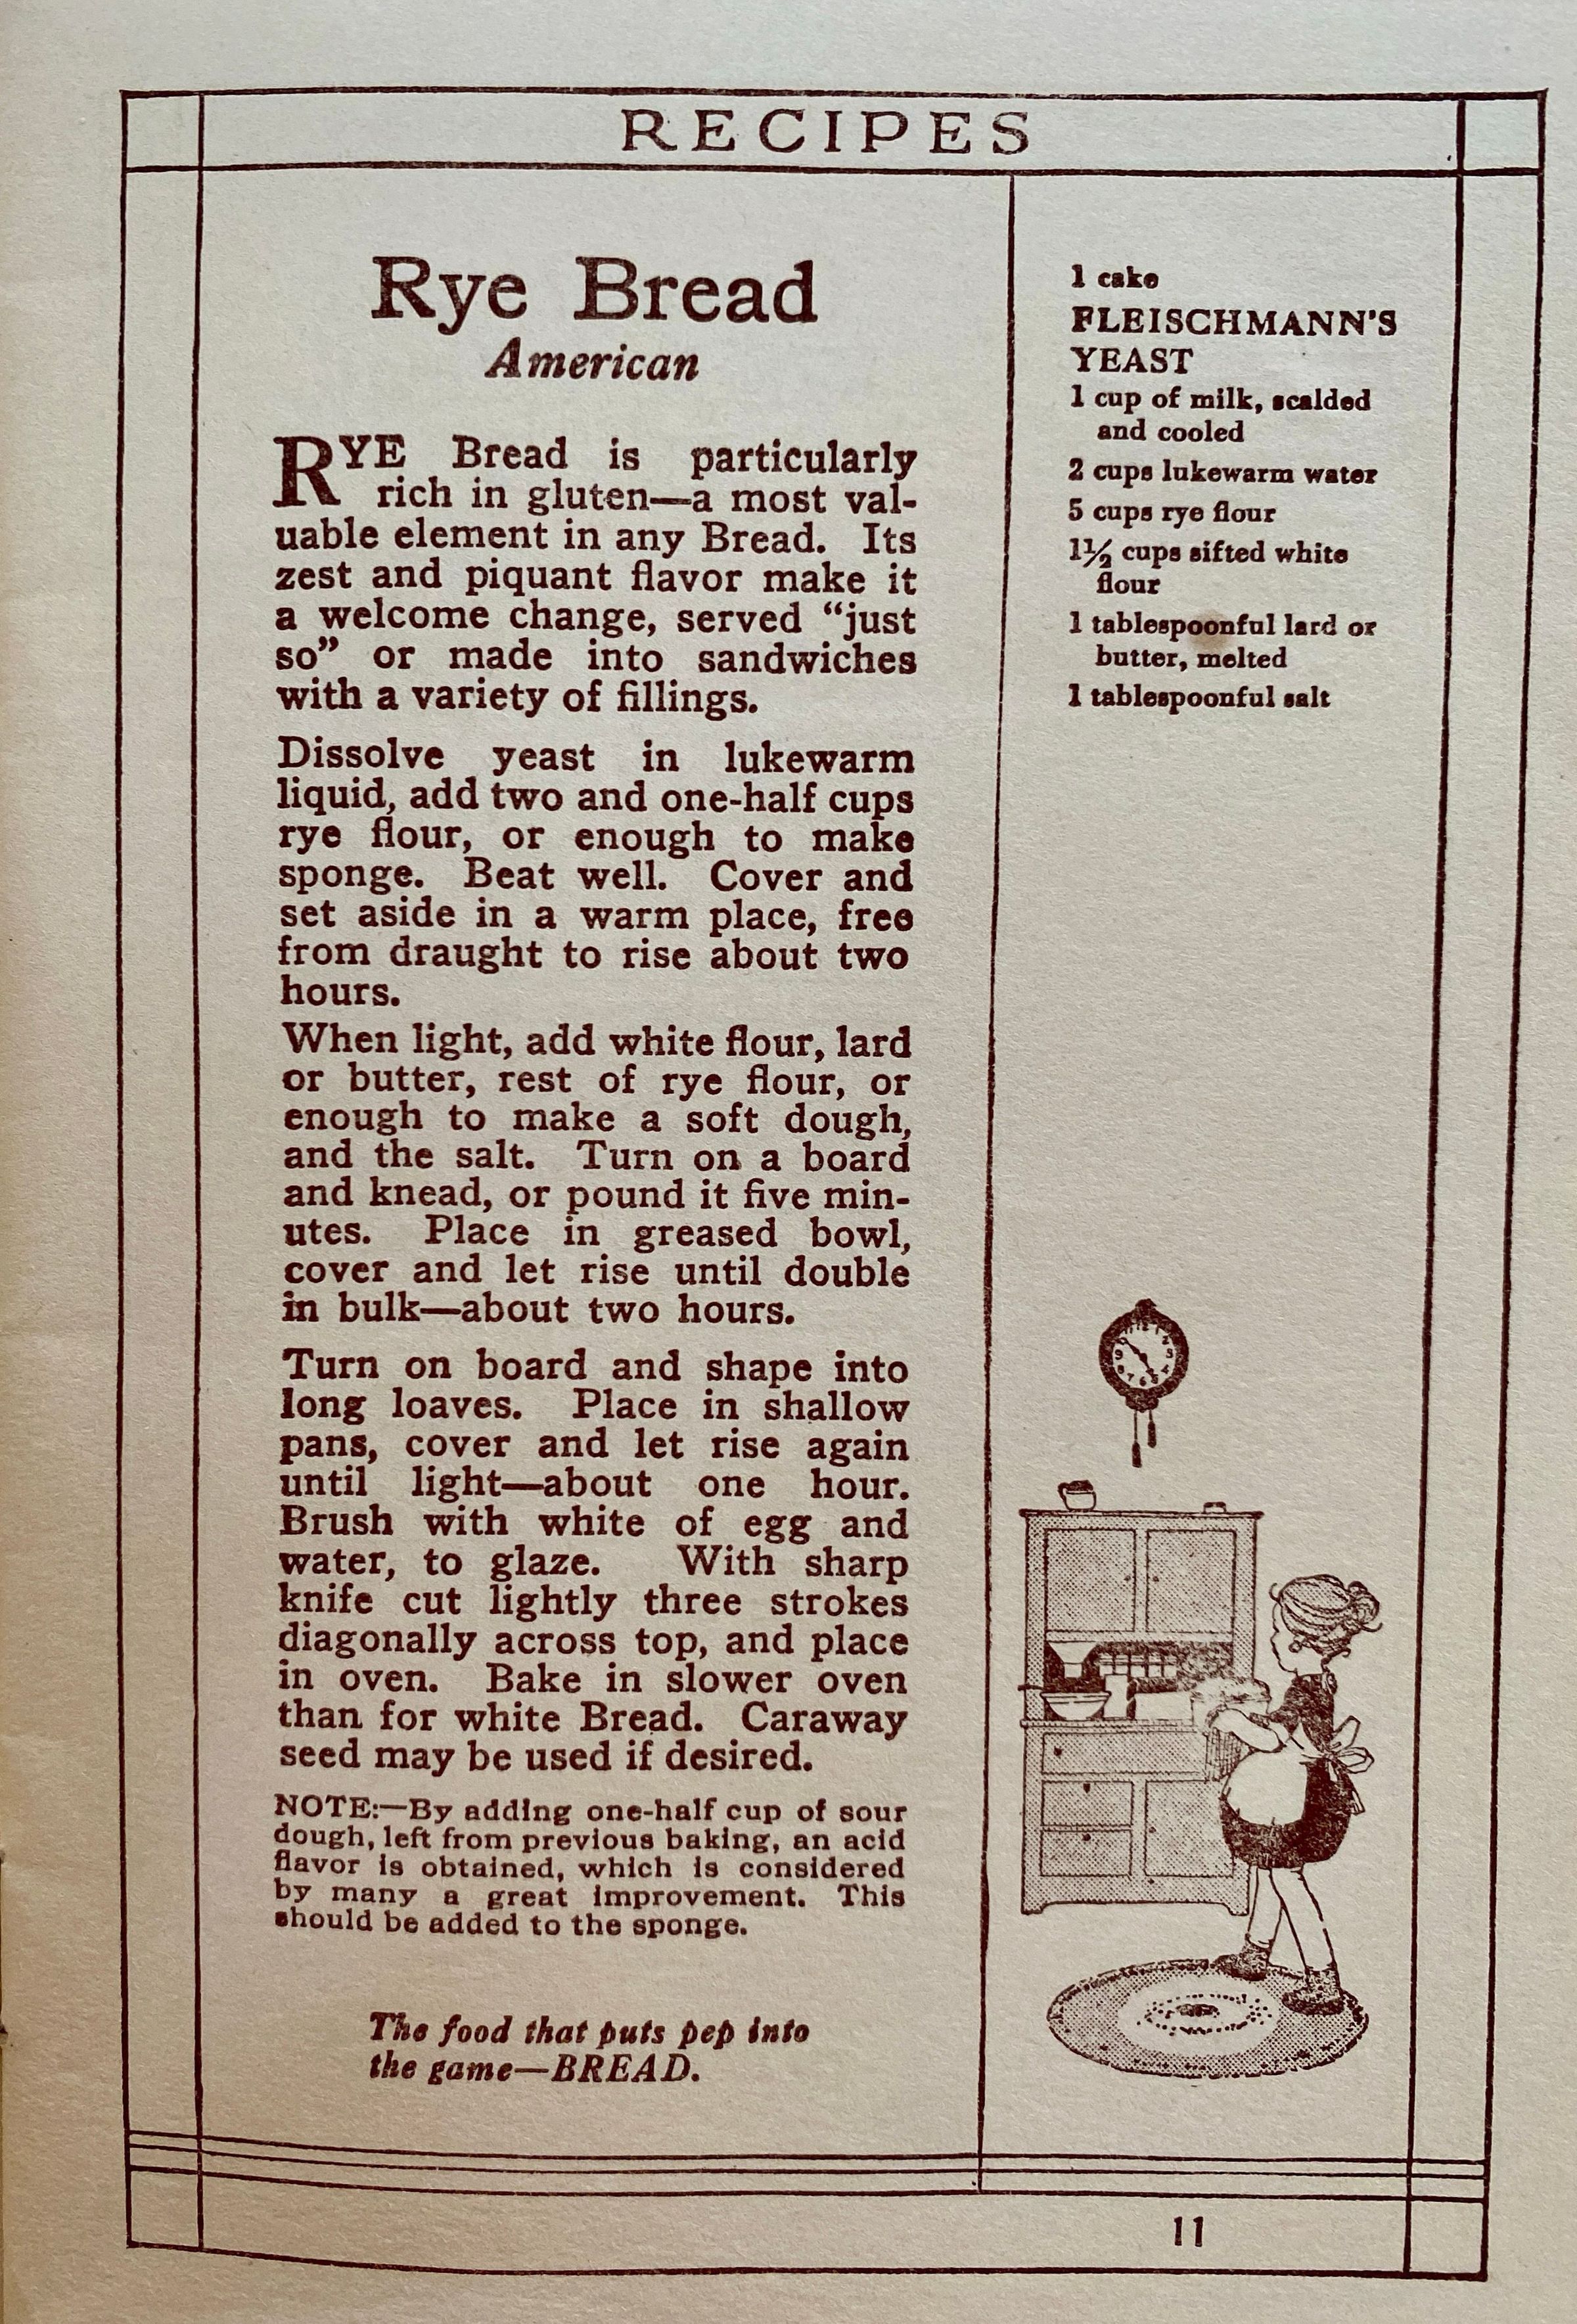 RECIPES
Rye Bread
American
RYE Bread is particularly
rich in gluten—a most val-
uable element in any Bread. Its
zest and piquant flavor make it
a welcome change, served “just
so” or made into sandwiches
with a variety of fillings.
Dissolve yeast in lukewarm
liquid, add two and one-half cups
rye flour, or enough to make
sponge. Beat well. Cover and
set aside in a warm place, free
from draught to rise about two
hours.
When light, add white flour, lard
or butter, rest of rye flour, or
enough to make a soft dough,
and the salt. Turn on a board
and knead, or pound it five min-
utes. Place in greased bowl,
cover and let rise until double
in bulk—about two hours.
Turn on board and shape into
long loaves. Place in shallow
pans, cover and let rise again
until light—about one hour.
Brush with white of egg and
water, to glaze. With sharp
knife cut lightly three strokes
diagonally across top, and place
in oven. Bake in slower oven
than for white Bread. Caraway
seed may be used if desired.
NOTE:—By adding one-half cup of sour
dough, left from previous baking, an acid
flavor is obtained, which is considered
by many a great improvement. This
should be added to the sponge.
The food that puts pep into
the game—BREAD.
1 cake
FLEISCHMANN'S
YEAST
1 cup of milk, scalded
and cooled
2 cups lukewarm water
5 cups rye flour
1½ cups sifted white
flour
1 tablespoonful lard or
butter, melted
1 tablespoonful salt
11